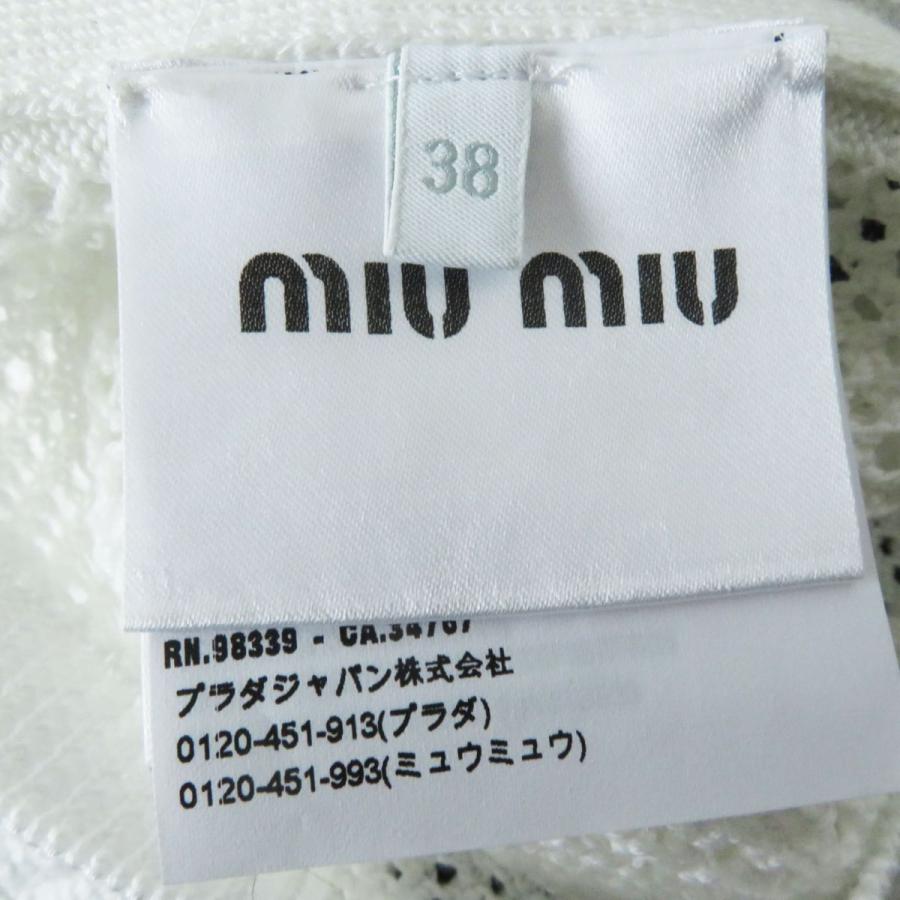 38
miu miu
RN.98339 - CA.34767
プラダジャパン株式会社
0120-451-913(プラダ)
0120-451-993(ミュウミュウ)